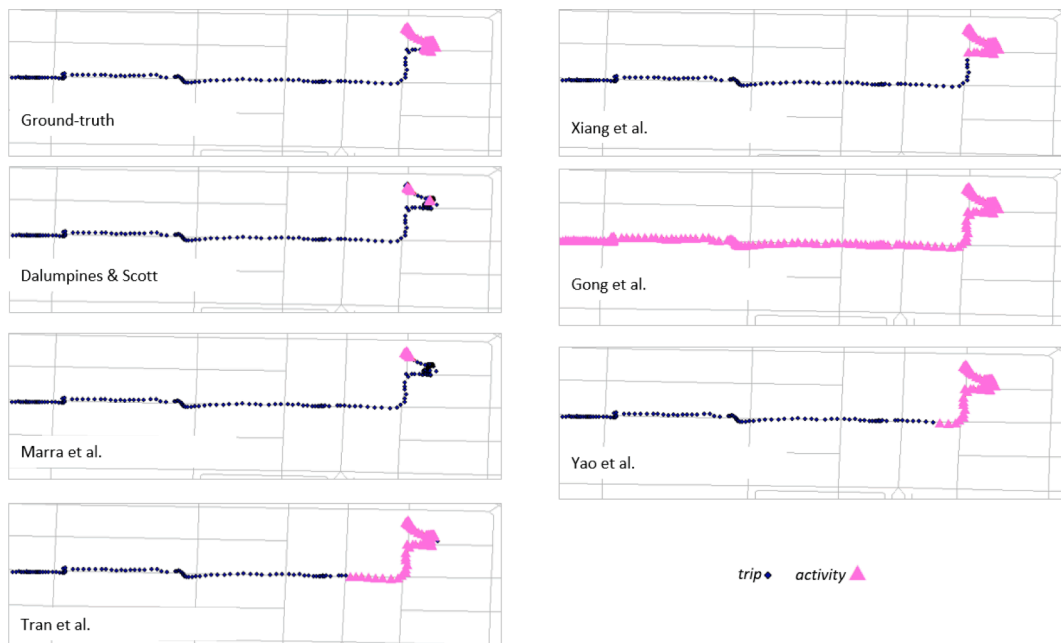 Ground-truth
Xiang et al.
Dalumpines & Scott
Gong et al.
Marra et al.
Yao et al.
Tran et al.
trip activity